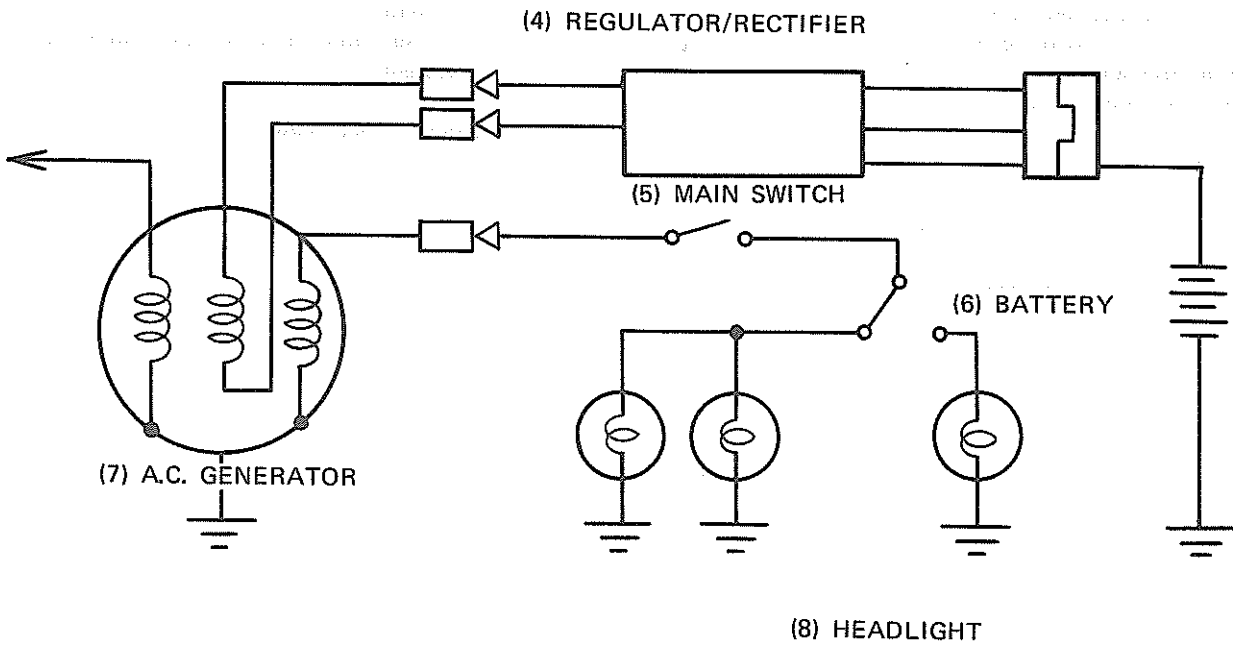 (4) REGULATOR/RECTIFIER
(5) MAIN SWITCH
(6) BATTERY
(7) A.C. GENERATOR
(8) HEADLIGHT